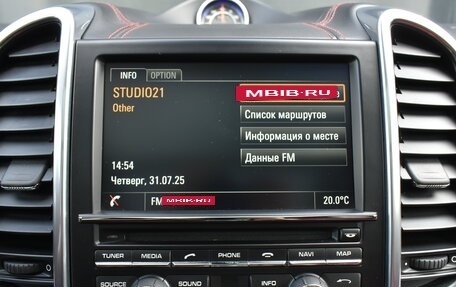 INFO OPTION
STUDIO21
Other
MBIB.RU
Список маршрутов
Информация о месте
Данные FM
14:54
Четверг, 31.07.25
FM MBIB.RU 20.0°C
TUNER MEDIA PHONE NAVI MAP
SOURCE SOUND INFO